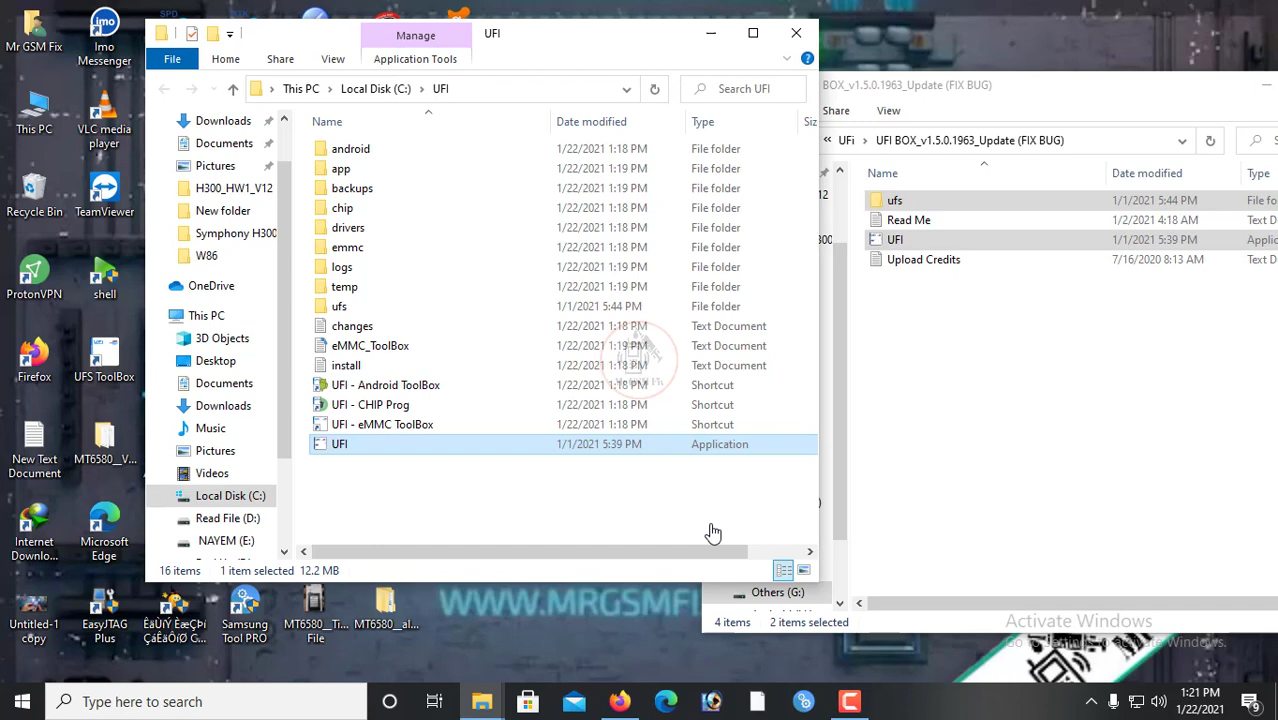 Manage
UFI
File
Home
Share
View
Application Tools
This PC
Local Disk (C:)
UFI
Search UFI
Name
Date modified
Type
Downloads
Documents
Pictures
H300_HW1_V12
New folder
Symphony H300
W86
OneDrive
This PC
3D Objects
Desktop
Documents
Downloads
Music
Pictures
Videos
Local Disk (C:)
Read File (D:)
NAYEM (E:)
android 1/22/2021 1:18 PM File folder
app 1/22/2021 1:19 PM File folder
backups 1/22/2021 1:19 PM File folder
chip 1/22/2021 1:18 PM File folder
drivers 1/22/2021 1:18 PM File folder
emmc 1/22/2021 1:18 PM File folder
logs 1/22/2021 1:19 PM File folder
temp 1/22/2021 1:19 PM File folder
ufs 1/1/2021 5:44 PM File folder
changes 1/22/2021 1:18 PM Text Document
eMMC_ToolBox 1/22/2021 1:19 PM Text Document
install 1/22/2021 1:18 PM Text Document
UFI - Android ToolBox 1/22/2021 1:18 PM Shortcut
UFI - CHIP Prog 1/22/2021 1:18 PM Shortcut
UFI - eMMC ToolBox 1/22/2021 1:18 PM Shortcut
UFI 1/1/2021 5:39 PM Application
16 items
1 item selected 12.2 MB
BOX_v1.5.0.1963_Update (FIX BUG)
Share
View
UFi
UFI BOX_v1.5.0.1963_Update (FIX BUG)
Name
Date modified
Type
ufs 1/1/2021 5:44 PM File fo
Read Me 1/2/2021 4:18 AM Text D
UFI 1/1/2021 5:39 PM Applic
Upload Credits 7/16/2020 8:13 AM Text D
Others (G:)
4 items
2 items selected
Activate Windows
Go to Settings to activate Windows.
WWW.MRGSMFI
Mr GSM Fix
Imo Messenger
This PC
VLC media player
Recycle Bin
TeamViewer
ProtonVPN
shell
Firefox
UFS ToolBox
New Text Document
MT6580__V...
Internet Downlo...
Microsoft Edge
Untitled-1 copy
EasyJTAG Plus
Samsung Tool PRO
MT6580__Ti... File
MT6580__al...
Type here to search
1:21 PM
1/22/2021
9